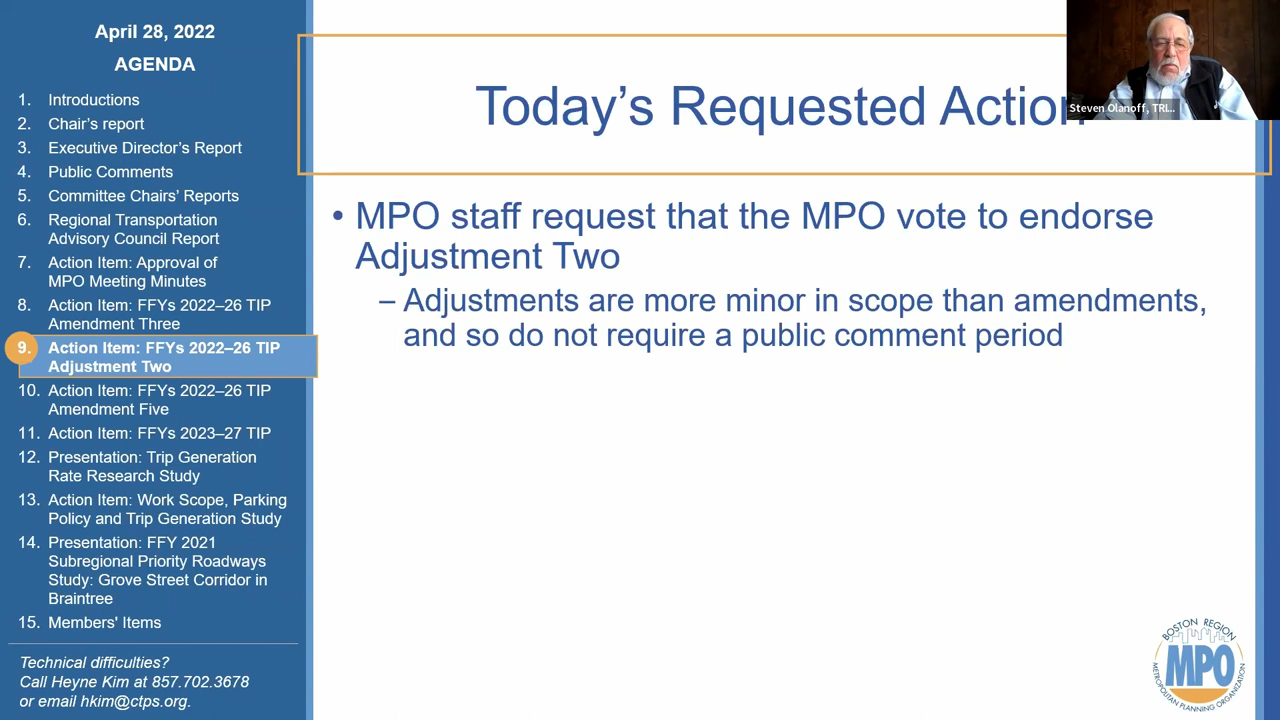 April 28, 2022
AGENDA
1. Introductions
2. Chair's report
3. Executive Director's Report
4. Public Comments
5. Committee Chairs' Reports
6. Regional Transportation
Advisory Council Report
7. Action Item: Approval of
MPO Meeting Minutes
8. Action Item: FFYs 2022–26 TIP
Amendment Three
9. Action Item: FFYs 2022–26 TIP
Adjustment Two
10. Action Item: FFYs 2022–26 TIP
Amendment Five
11. Action Item: FFYs 2023–27 TIP
12. Presentation: Trip Generation
Rate Research Study
13. Action Item: Work Scope, Parking
Policy and Trip Generation Study
14. Presentation: FFY 2021
Subregional Priority Roadways
Study: Grove Street Corridor in
Braintree
15. Members' Items
Technical difficulties?
Call Heyne Kim at 857.702.3678
or email hkim@ctps.org.
Today's Requested Action
Steven Olanoff, TRI...
• MPO staff request that the MPO vote to endorse
Adjustment Two
– Adjustments are more minor in scope than amendments,
and so do not require a public comment period
BOSTON REGION
MPO
METROPOLITAN PLANNING ORGANIZATION